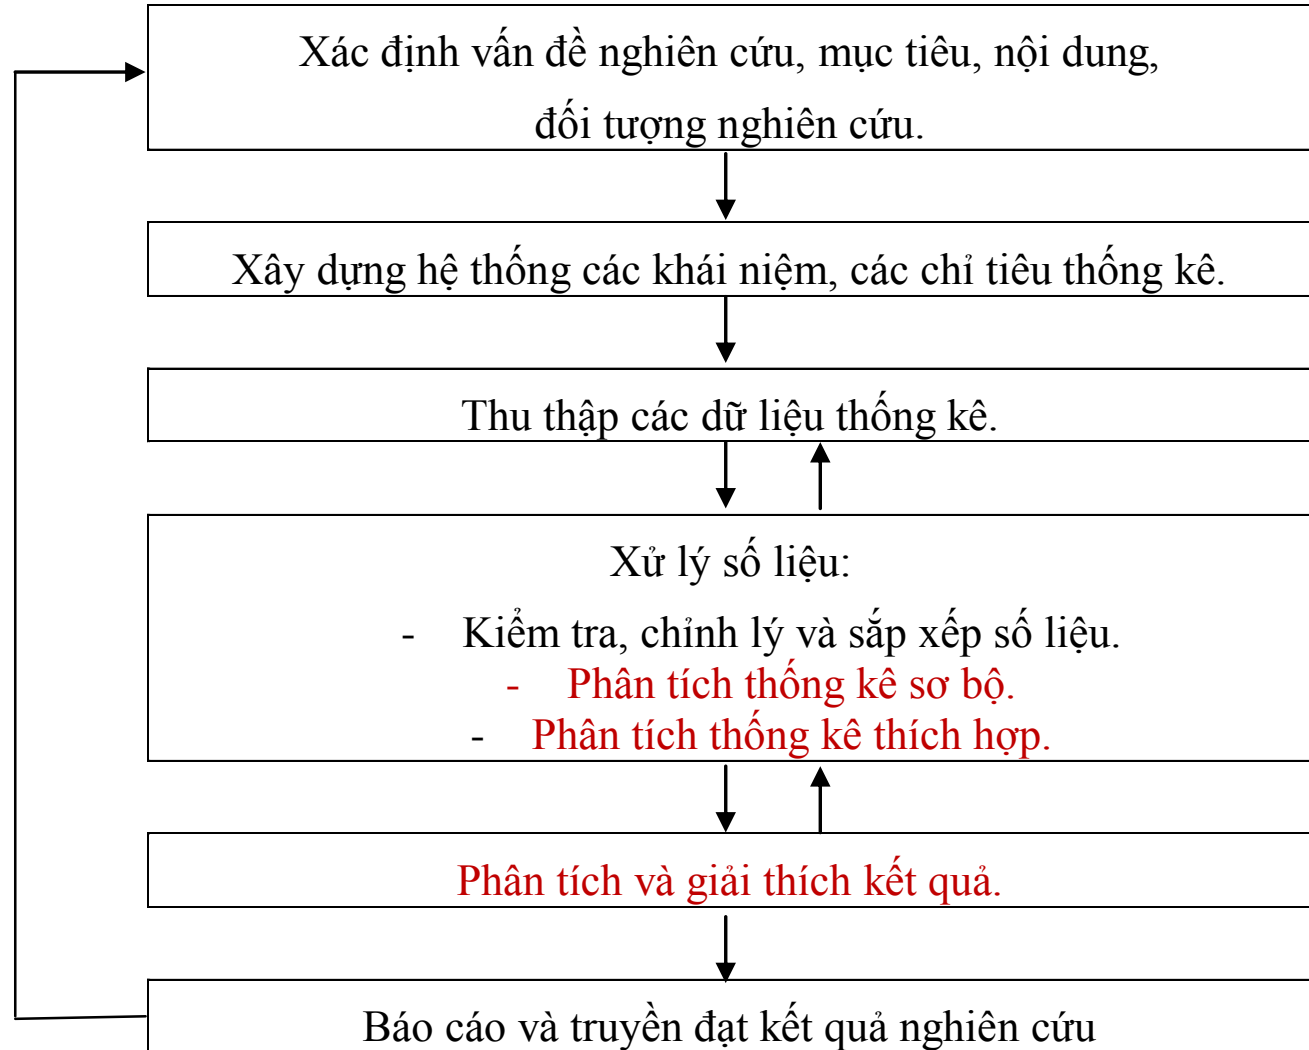 Xác định vấn đề nghiên cứu, mục tiêu, nội dung,
đối tượng nghiên cứu.
Xây dựng hệ thống các khái niệm, các chỉ tiêu thống kê.
Thu thập các dữ liệu thống kê.
Xử lý số liệu:
- Kiểm tra, chỉnh lý và sắp xếp số liệu.
- Phân tích thống kê sơ bộ.
- Phân tích thống kê thích hợp.
Phân tích và giải thích kết quả.
Báo cáo và truyền đạt kết quả nghiên cứu